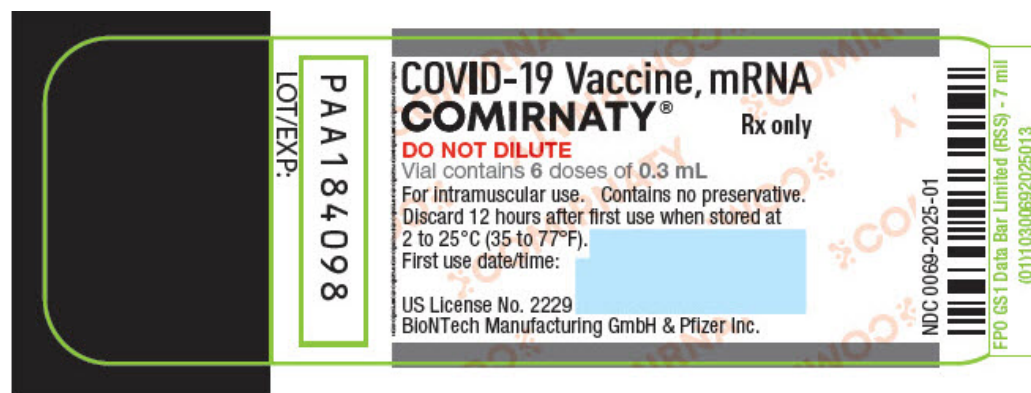 LOT/EXP:
PAA184098
COVID-19 Vaccine, mRNA
COMIRNATY® Rx only
DO NOT DILUTE
Vial contains 6 doses of 0.3 mL
For intramuscular use. Contains no preservative.
Discard 12 hours after first use when stored at
2 to 25°C (35 to 77°F).
First use date/time:
US License No. 2229
BioNTech Manufacturing GmbH & Pfizer Inc.
NDC 0069-2025-01
FPO GS1 Data Bar Limited (RSS) - 7 mil
(01)10300692025013
COMIRNATY
COMIRNATY
COMIRNATY